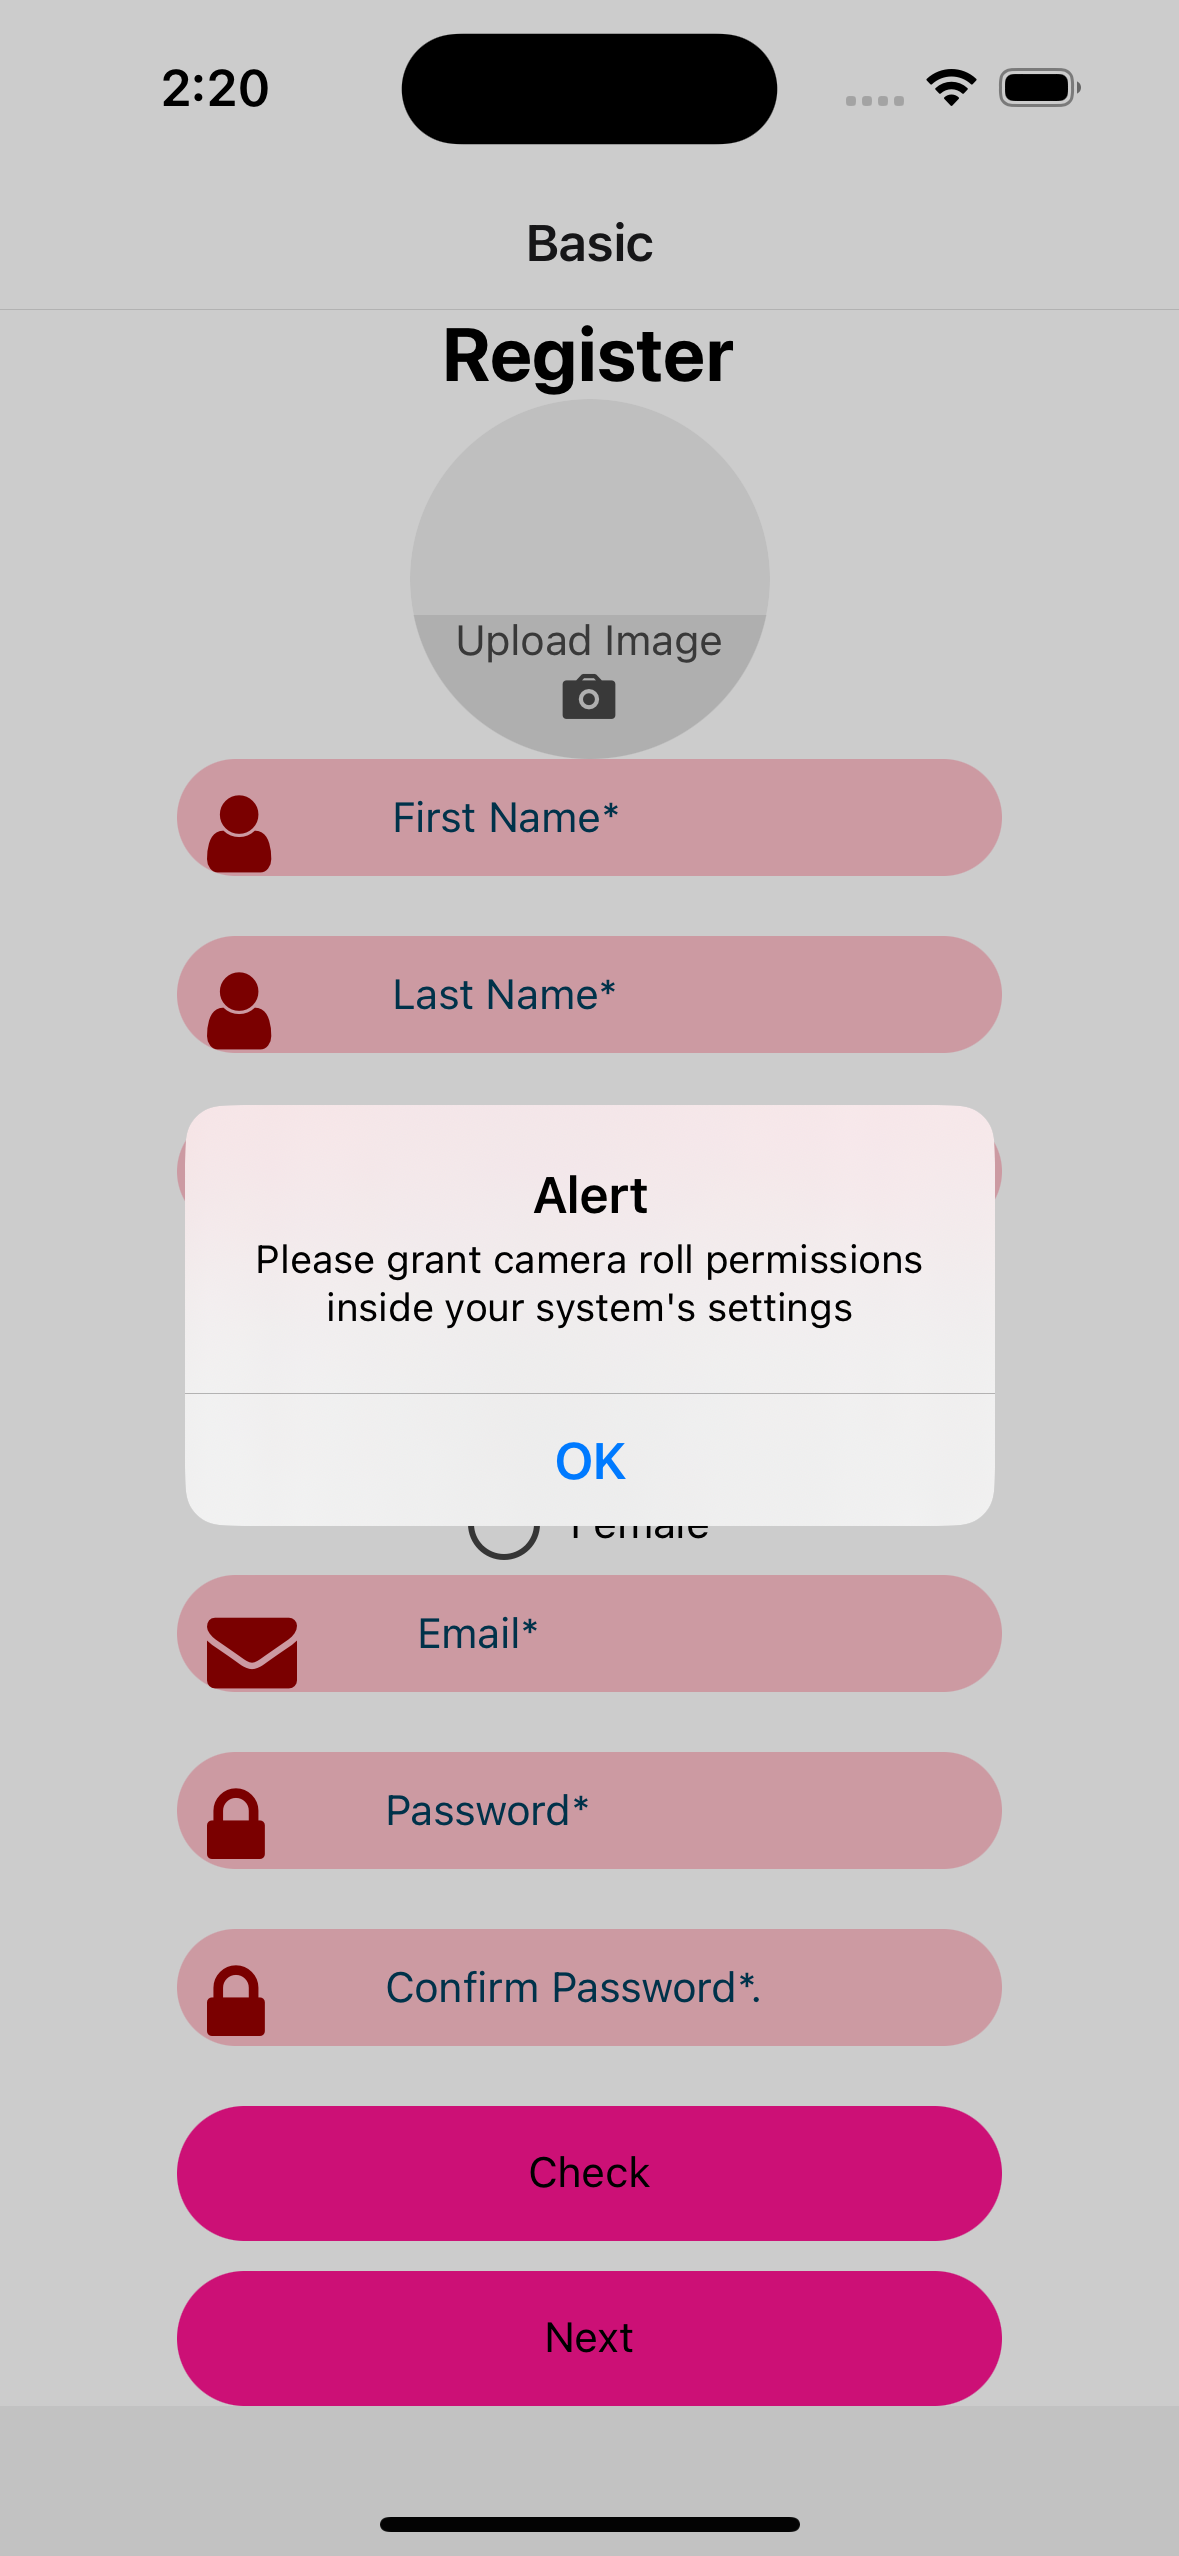 2:20
Basic
Register
Upload Image
First Name*
Last Name*
Alert
Please grant camera roll permissions
inside your system's settings
OK
Female
Email*
Password*
Confirm Password*.
Check
Next